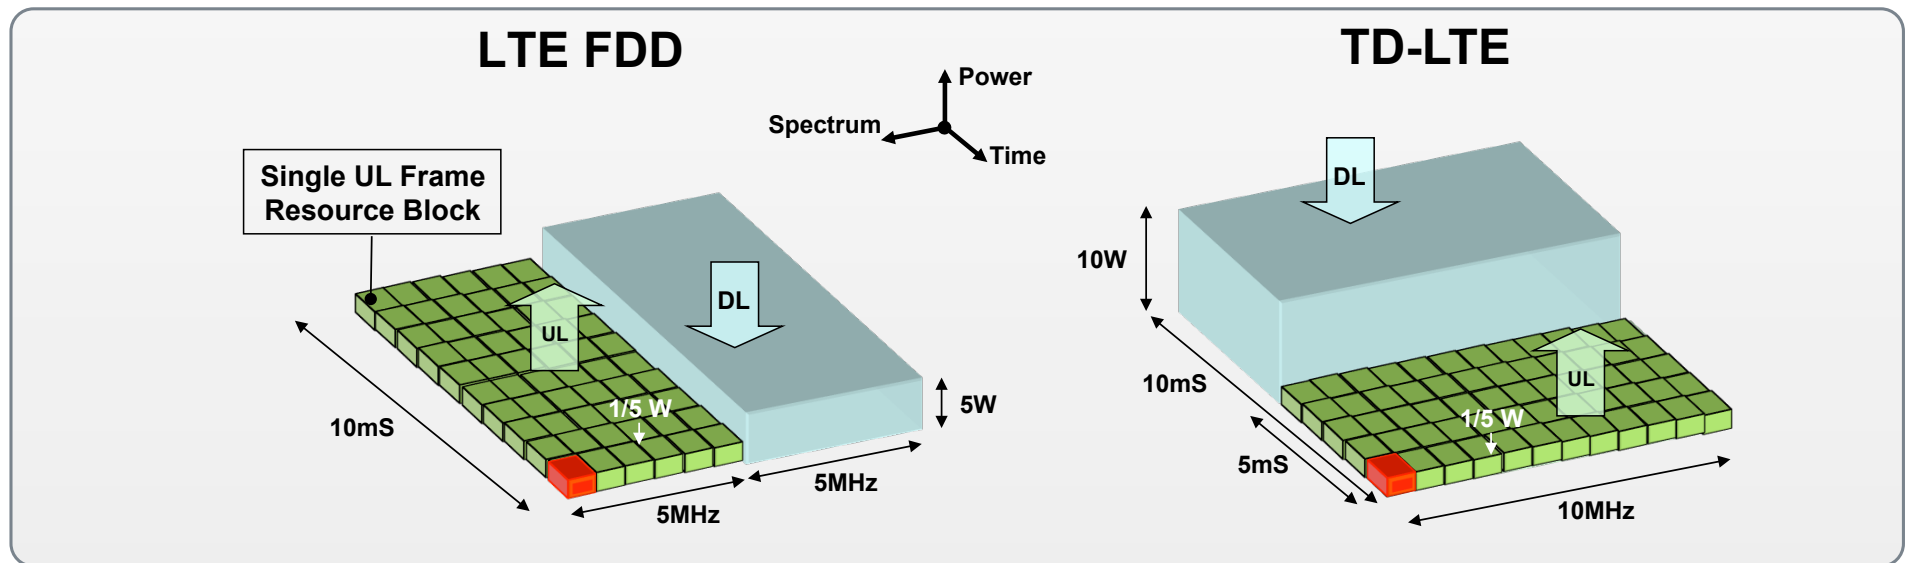 LTE FDD
TD-LTE
Power
Spectrum
Time
Single UL Frame
Resource Block
UL
DL
1/5 W
10mS
5W
5MHz
5MHz
DL
10W
UL
1/5 W
10mS
5mS
10MHz